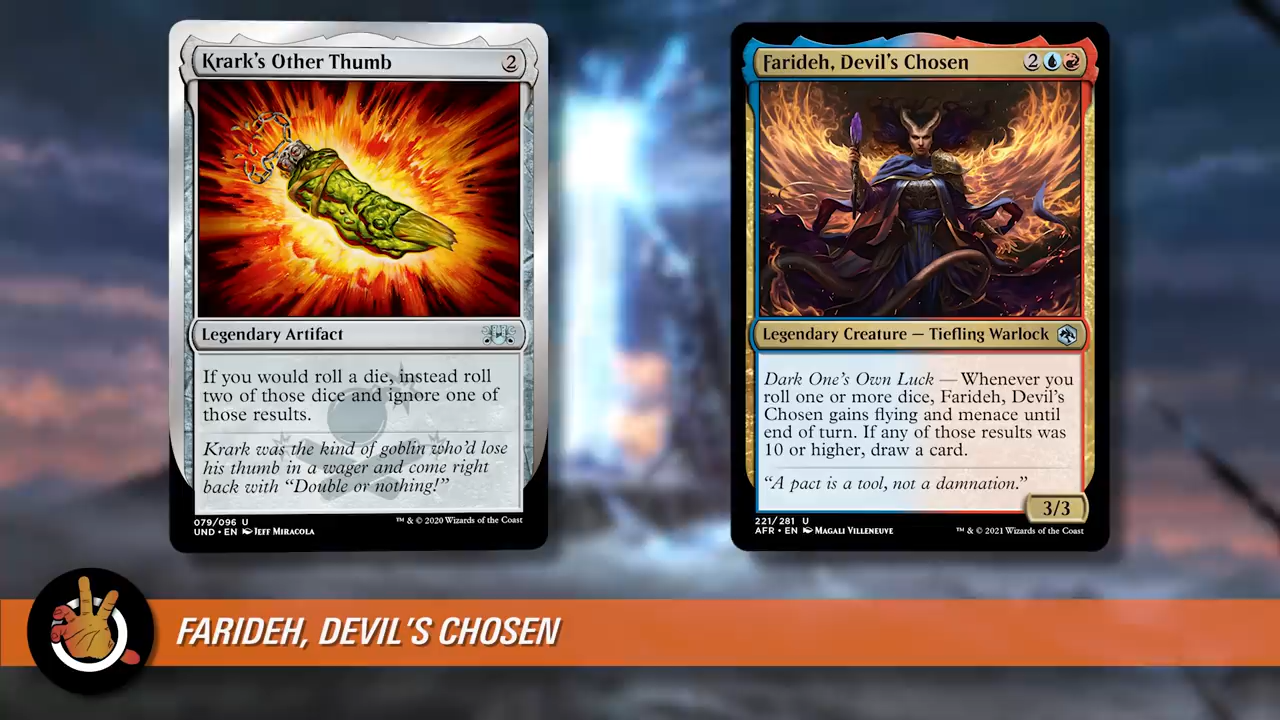 Krark's Other Thumb 2
Legendary Artifact
If you would roll a die, instead roll
two of those dice and ignore one of
those results.
Krark was the kind of goblin who'd lose
his thumb in a wager and come right
back with “Double or nothing!”
079/096 U
UND • EN Jeff Miracola
™ & © 2020 Wizards of the Coast
Farideh, Devil's Chosen 2
Legendary Creature — Tiefling Warlock
Dark One's Own Luck — Whenever you
roll one or more dice, Farideh, Devil's
Chosen gains flying and menace until
end of turn. If any of those results was
10 or higher, draw a card.
“A pact is a tool, not a damnation.”
3/3
221/281 U
AFR • EN Magali Villeneuve
™ & © 2021 Wizards of the Coast
FARIDEH, DEVIL'S CHOSEN